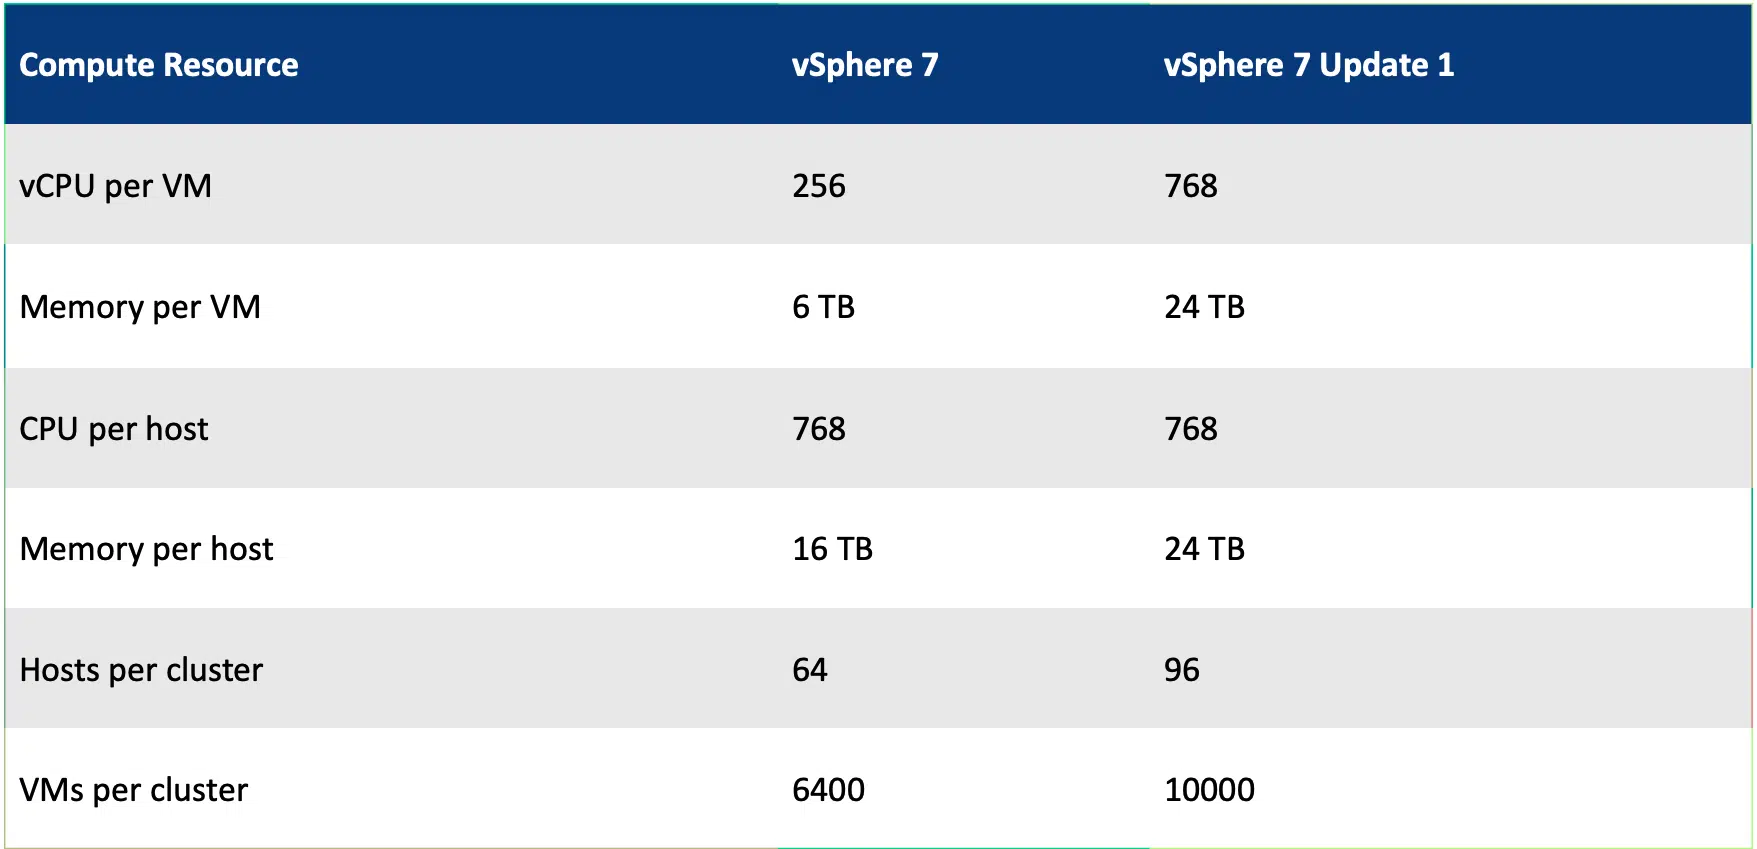 Compute Resource vSphere 7 vSphere 7 Update 1
vCPU per VM 256 768
Memory per VM 6 TB 24 TB
CPU per host 768 768
Memory per host 16 TB 24 TB
Hosts per cluster 64 96
VMs per cluster 6400 10000